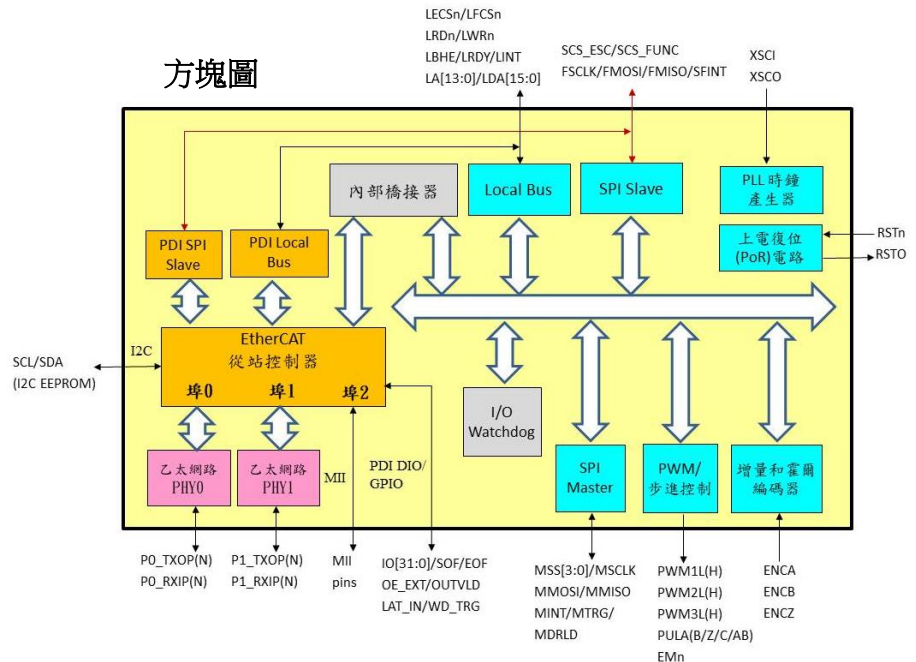 方塊圖
LECSn/LFCSn
LRDn/LWRn
LBHE/LRDY/LINT
LA[13:0]/LDA[15:0]
SCS_ESC/SCS_FUNC
FSCLK/FMOSI/FMISO/SFINT
XSCI
XSCO
內部橋接器
Local Bus
SPI Slave
PLL 時鐘
產生器
PDI SPI
Slave
PDI Local
Bus
上電復位
(PoR)電路
RSTn
RSTO
SCL/SDA
(I2C EEPROM)
I2C
EtherCAT
從站控制器
埠0
埠1
埠2
I/O
Watchdog
乙太網路
PHY0
乙太網路
PHY1
MII
PDI DIO/
GPIO
SPI
Master
PWM/
步進控制
增量和霍爾
編碼器
P0_TXOP(N)
P0_RXIP(N)
P1_TXOP(N)
P1_RXIP(N)
MII
pins
IO[31:0]/SOF/EOF
OE_EXT/OUTVLD
LAT_IN/WD_TRG
MSS[3:0]/MSCLK
MMOSI/MMISO
MINT/MTRG/
MDRLD
PWM1L(H)
PWM2L(H)
PWM3L(H)
PULA(B/Z/C/AB)
EMn
ENCA
ENCB
ENCZ